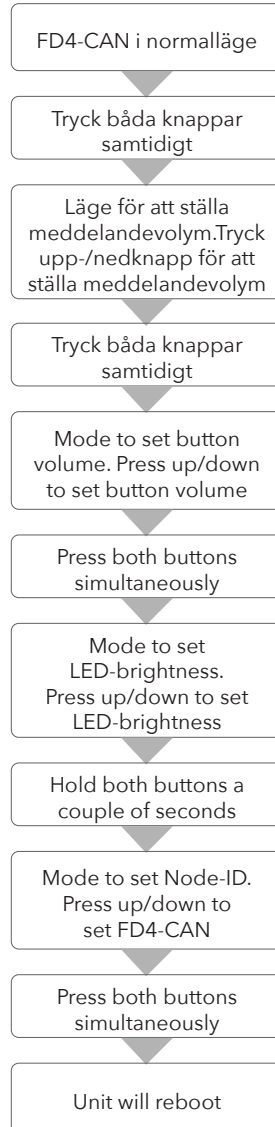 FD4-CAN i normalläge
Tryck båda knappar
samtidigt
Läge för att ställa
meddelandevolym.Tryck
upp-/nedknapp för att
ställa meddelandevolym
Tryck båda knappar
samtidigt
Mode to set button
volume. Press up/down
to set button volume
Press both buttons
simultaneously
Mode to set
LED-brightness.
Press up/down to set
LED-brightness
Hold both buttons a
couple of seconds
Mode to set Node-ID.
Press up/down to
set FD4-CAN
Press both buttons
simultaneously
Unit will reboot